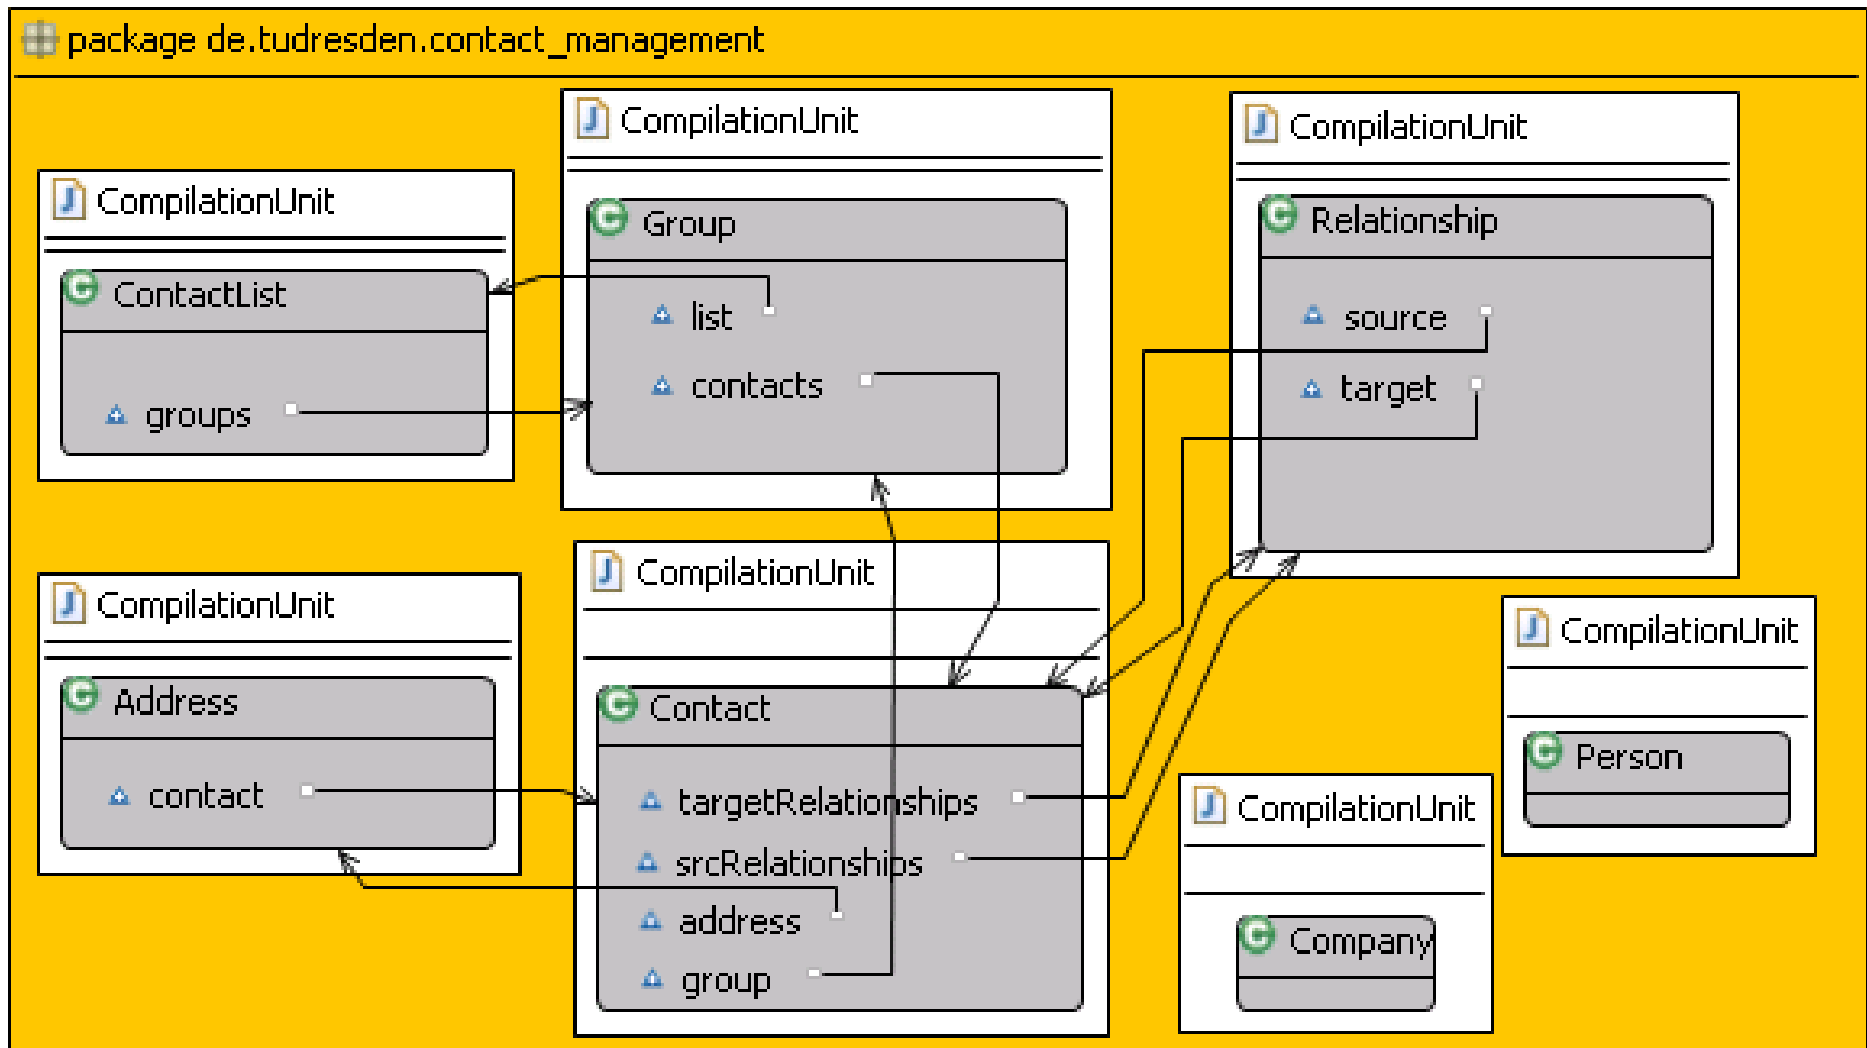 package de.tudresden.contact_management
CompilationUnit
ContactList
groups
CompilationUnit
Group
list
contacts
CompilationUnit
Relationship
source
target
CompilationUnit
Address
contact
CompilationUnit
Contact
targetRelationships
srcRelationships
address
group
CompilationUnit
Company
CompilationUnit
Person